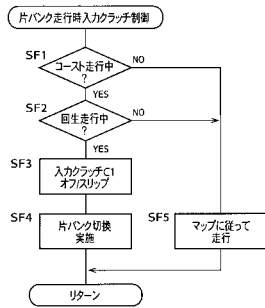 片バンク走行時入力クラッチ制御
SF1
コースト走行中
?
NO
YES
SF2
回生走行中
?
NO
YES
SF3
入力クラッチC1
オフ/スリップ
SF4
片バンク切換
実施
SF5
マップに従って
走行
リターン